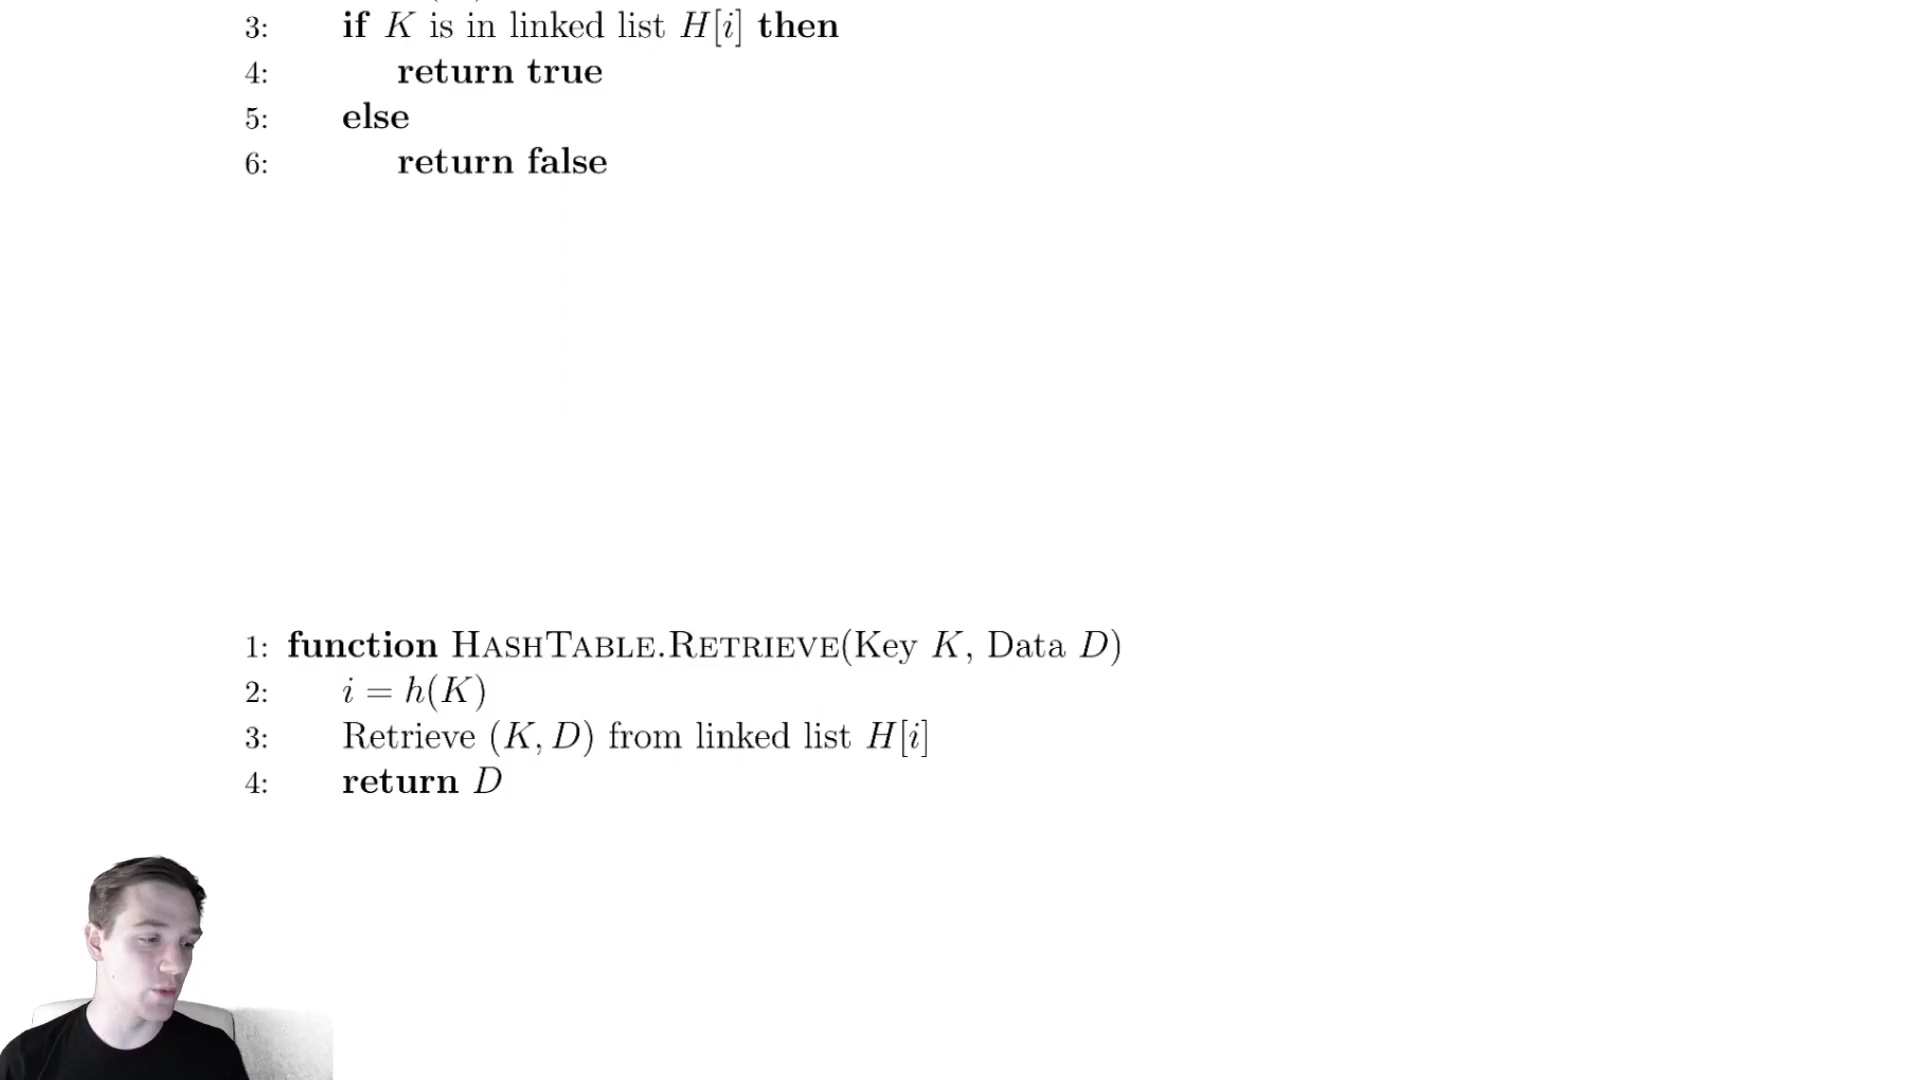 3: if K is in linked list H[i] then
4: return true
5: else
6: return false
1: function HASHTABLE.RETRIEVE(Key K, Data D)
2: i = h(K)
3: Retrieve (K, D) from linked list H[i]
4: return D